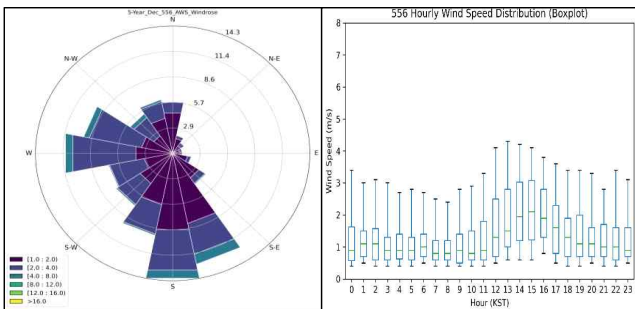 5-Year_Dec_556_AWS_Windrose
N
N-E
E
S-E
S
S-W
W
N-W
14.3
11.4
8.6
5.7
2.9
[1.0 : 2.0)
[2.0 : 4.0)
[4.0 : 8.0)
[8.0 : 12.0)
[12.0 : 16.0)
>16.0
556 Hourly Wind Speed Distribution (Boxplot)
Wind Speed (m/s)
8
7
6
5
4
3
2
1
0
0 1 2 3 4 5 6 7 8 9 10 11 12 13 14 15 16 17 18 19 20 21 22 23
Hour (KST)